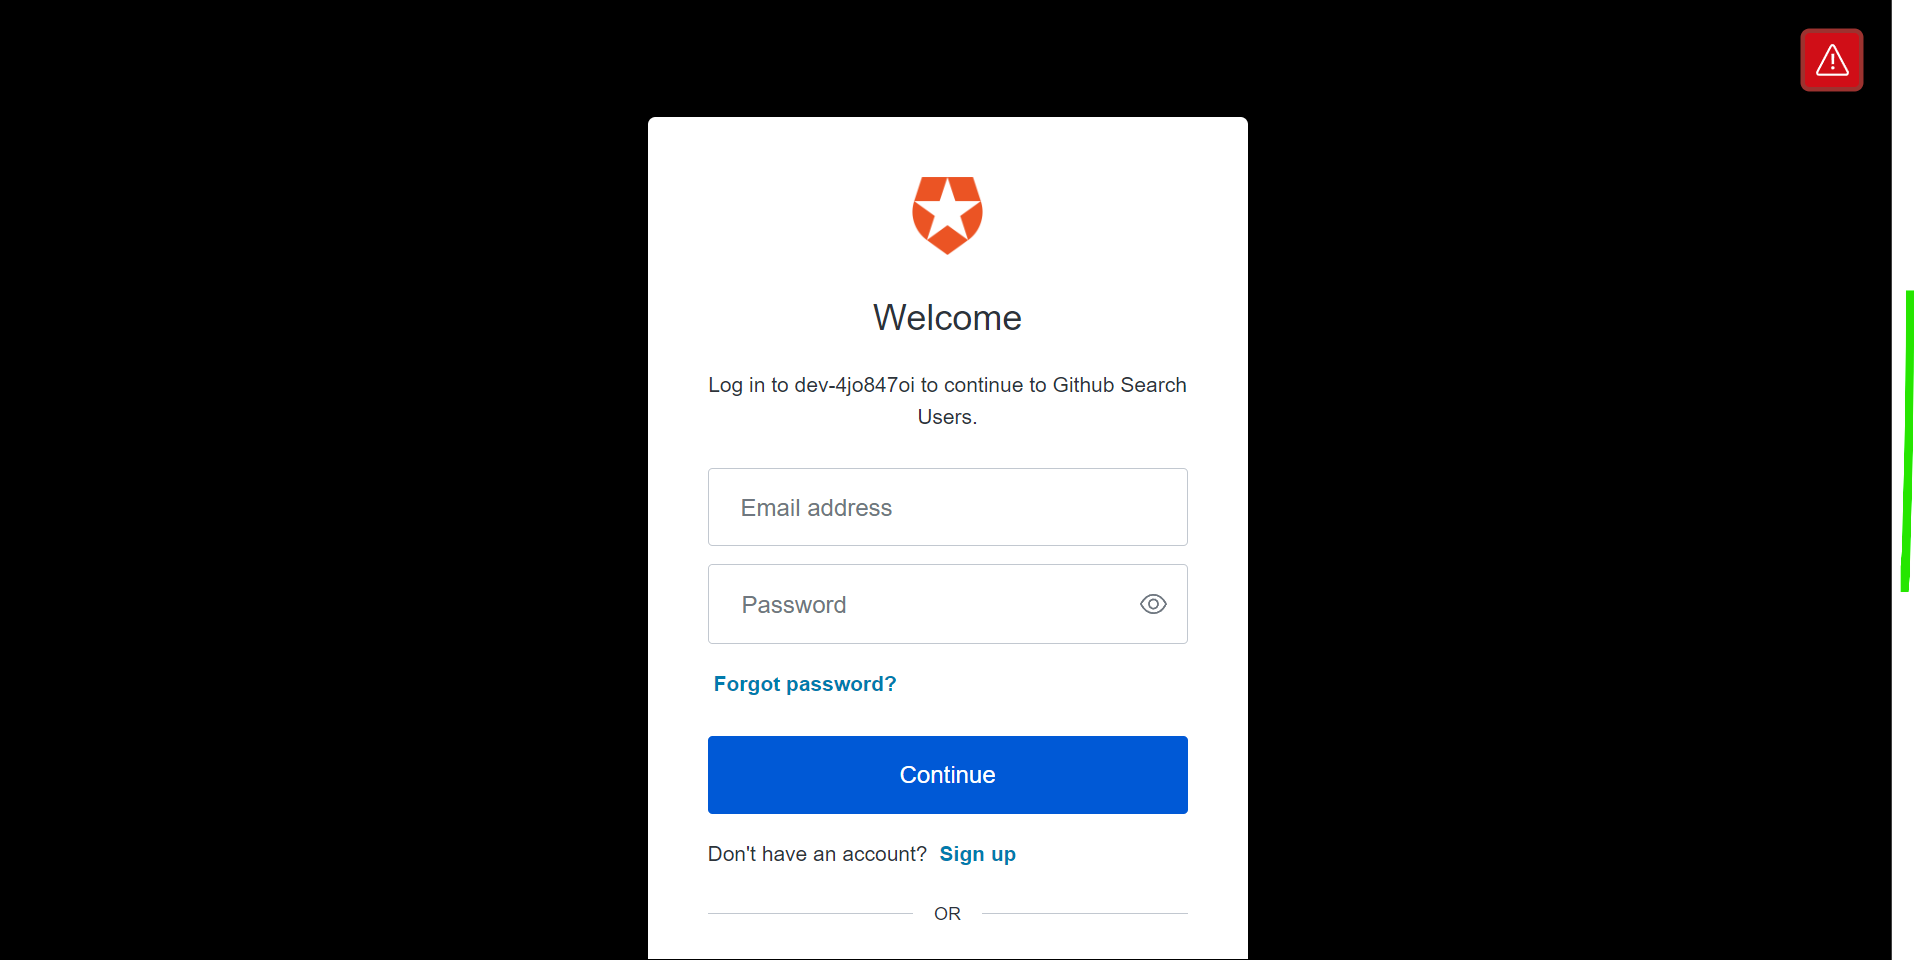 Welcome
Log in to dev-4jo847oi to continue to Github Search
Users.
Email address
Password
Forgot password?
Continue
Don't have an account? Sign up
OR